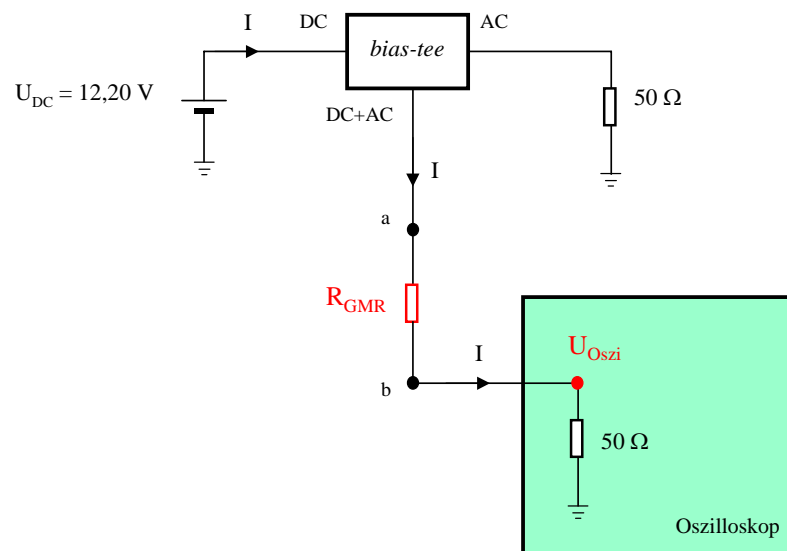 I
DC
AC
bias-tee
U_DC = 12,20 V
50 Ω
DC+AC
I
a
R_GMR
U_Oszi
I
b
50 Ω
Oszilloskop